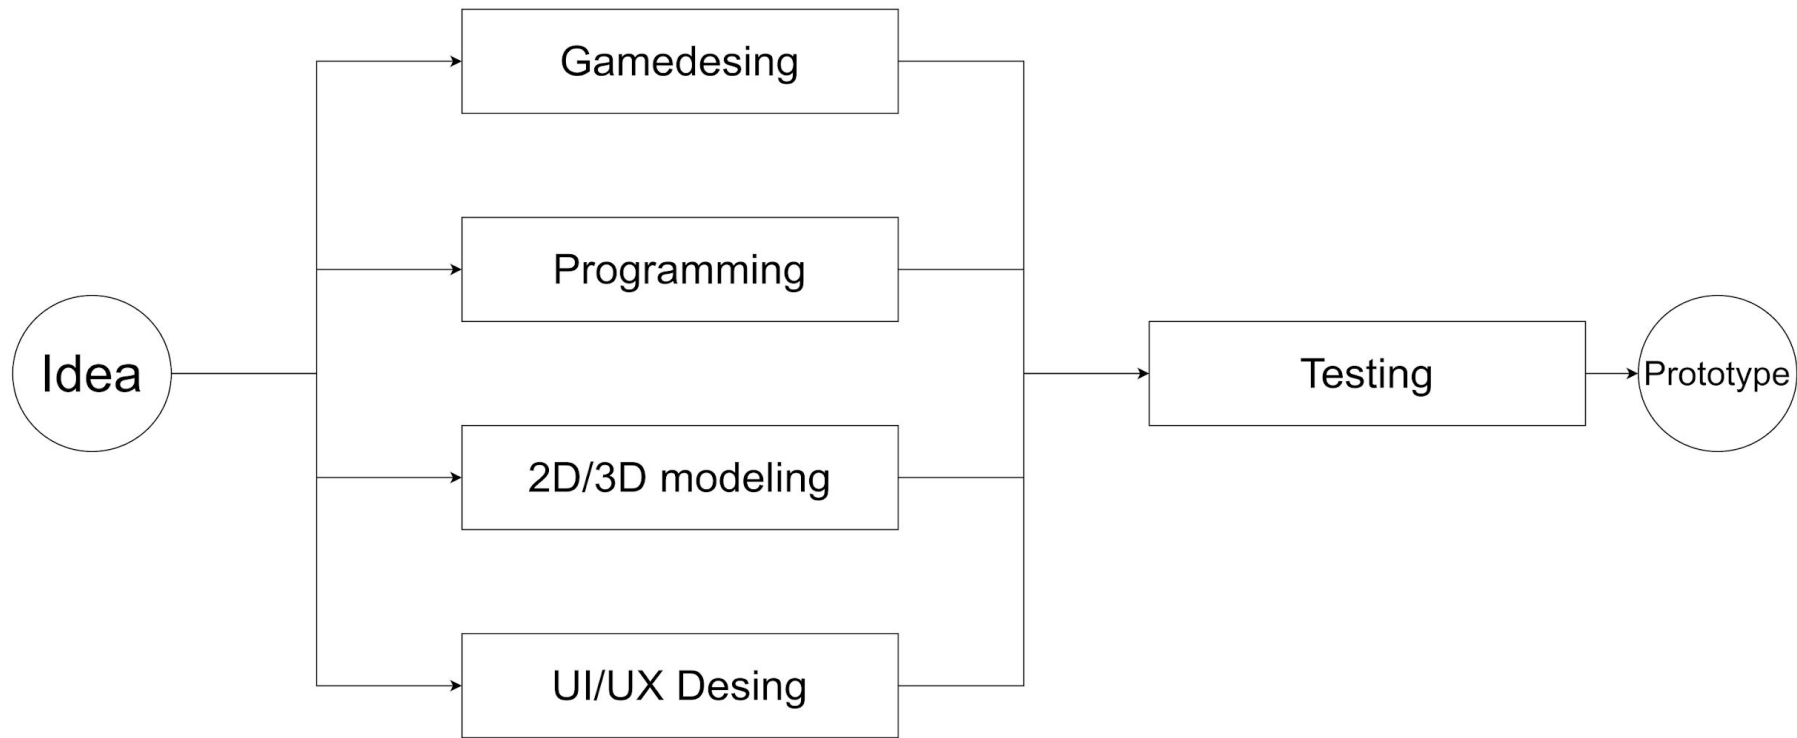 Gamedesing
Programming
Idea
Testing
Prototype
2D/3D modeling
UI/UX Desing